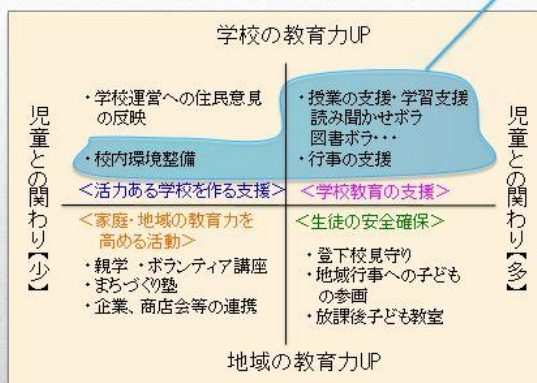 学校の教育力UP
児童との関わり【少】
・学校運営への住民意見
の反映
・校内環境整備
<活力ある学校を作る支援>
・授業の支援・学習支援
読み聞かせボラ
図書ボラ・・・
・行事の支援
<学校教育の支援>
児童との関わり【多】
<家庭・地域の教育力を
高める活動>
・親学 ・ボランティア講座
・まちづくり塾
・企業、商店会等の連携
<生徒の安全確保>
・登下校見守り
・地域行事への子ども
の参画
・放課後子ども教室
地域の教育力UP